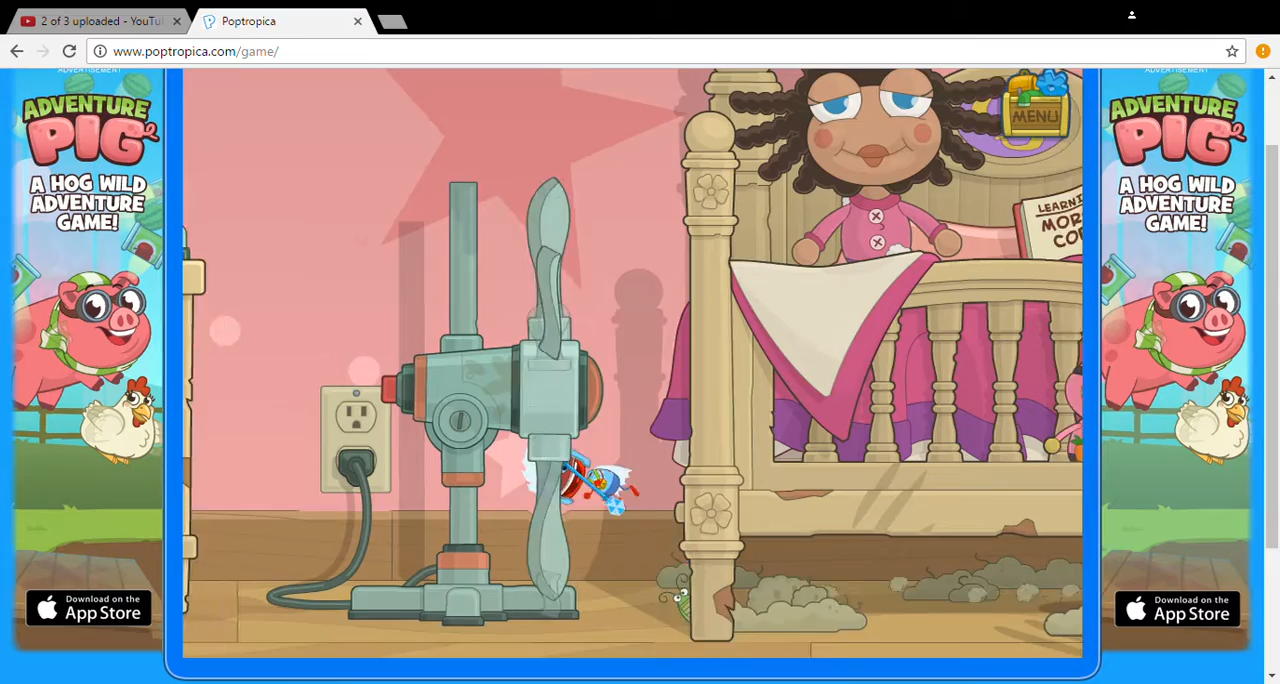 2 of 3 uploaded - YouTu
Poptropica
www.poptropica.com/game/
ADVERTISEMENT
ADVENTURE
PIG
A HOG WILD
ADVENTURE
GAME!
Download on the
App Store
MENU
LEARNI
MOR
CO
ADVERTISEMENT
ADVENTURE
PIG
A HOG WILD
ADVENTURE
GAME!
Download on the
App Store